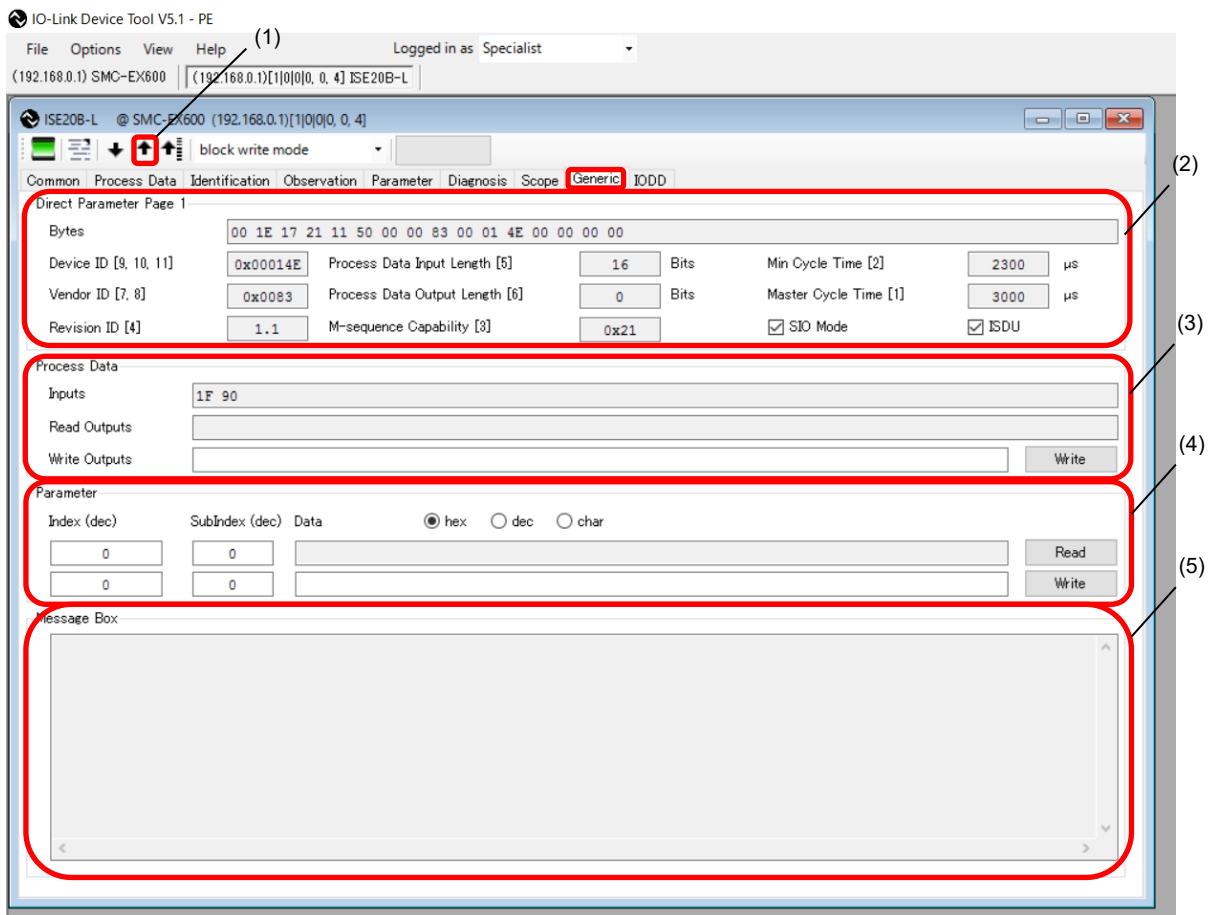 IO-Link Device Tool V5.1 - PE
(1)
File Options View Help Logged in as Specialist
(192.168.0.1) SMC-EX600 (192.168.0.1)[1|0|0|0, 0, 4] ISE20B-L
ISE20B-L @ SMC-EX600 (192.168.0.1)[1|0|0|0, 0, 4]
block write mode
(2)
Common Process Data Identification Observation Parameter Diagnosis Scope Generic IODD
Direct Parameter Page 1
Bytes 00 1E 17 21 11 50 00 00 83 00 01 4E 00 00 00 00
Device ID [9, 10, 11] 0x00014E Process Data Input Length [5] 16 Bits Min Cycle Time [2] 2300 µs
Vendor ID [7, 8] 0x0083 Process Data Output Length [6] 0 Bits Master Cycle Time [1] 3000 µs
Revision ID [4] 1.1 M-sequence Capability [3] 0x21 SIO Mode ISDU
(3)
Process Data
Inputs 1F 90
Read Outputs
(4)
Write Outputs Write
Parameter
Index (dec) SubIndex (dec) Data hex dec char
0 0 Read
(5)
0 0 Write
Message Box